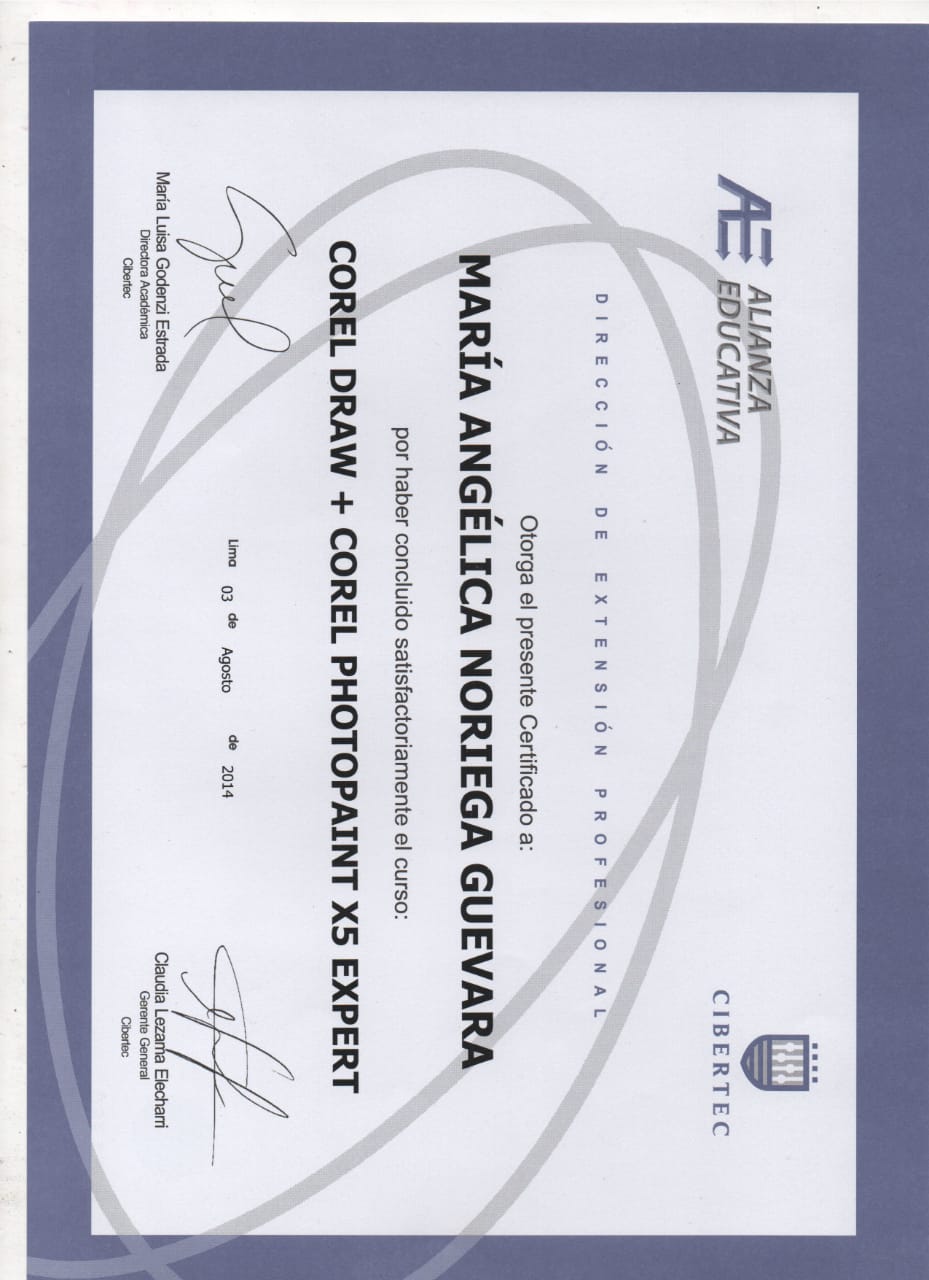 AE ALIANZA
EDUCATIVA
CIBERTEC
DIRECCIÓN DE EXTENSIÓN PROFESIONAL
Otorga el presente Certificado a:
MARÍA ANGÉLICA NORIEGA GUEVARA
por haber concluido satisfactoriamente el curso:
COREL DRAW + COREL PHOTOPAINT X5 EXPERT
Lima 03 de Agosto de 2014
María Luisa Godenzi Estrada
Directora Académica
Cibertec
Claudia Lezama Elecharri
Gerente General
Cibertec